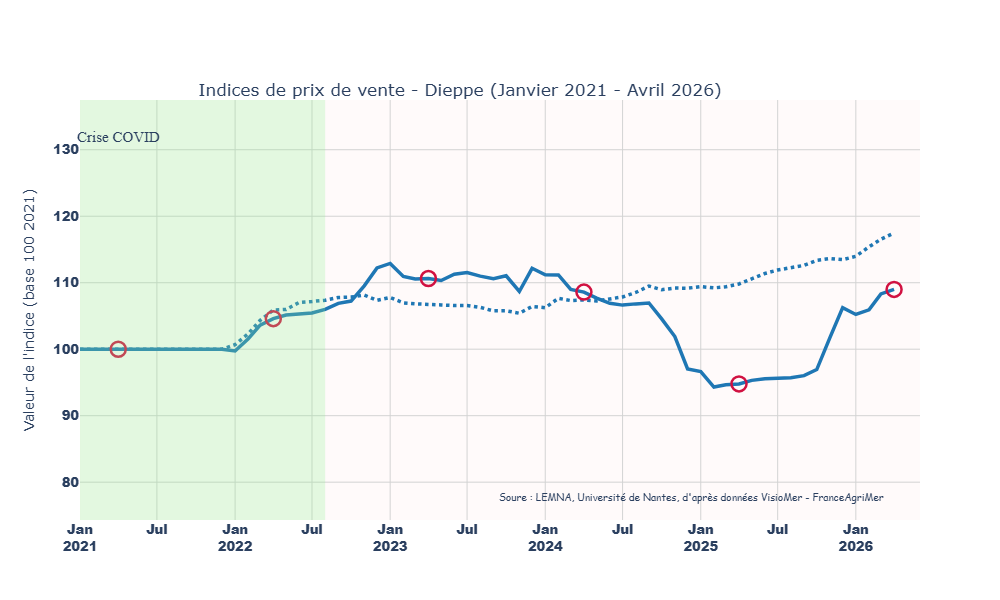 Indices de prix de vente - Dieppe (Janvier 2021 - Avril 2026)
Crise COVID
Valeur de l'indice (base 100 2021)
130
120
110
100
90
80
Soure : LEMNA, Université de Nantes, d'après données VisioMer - FranceAgriMer
Jan Jul Jan Jul Jan Jul Jan Jul Jan Jul Jan
2021 2022 2023 2024 2025 2026